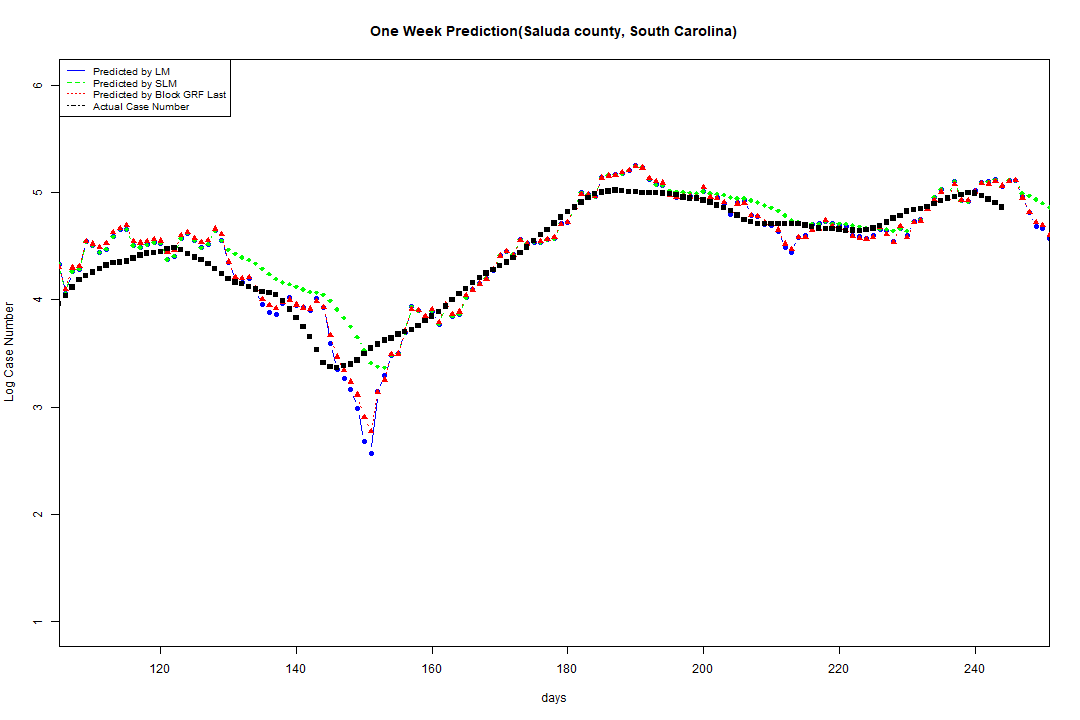 One Week Prediction(Saluda county, South Carolina)
Predicted by LM
Predicted by SLM
Predicted by Block GRF Last
Actual Case Number
6
5
4
3
2
1
Log Case Number
120 140 160 180 200 220 240
days